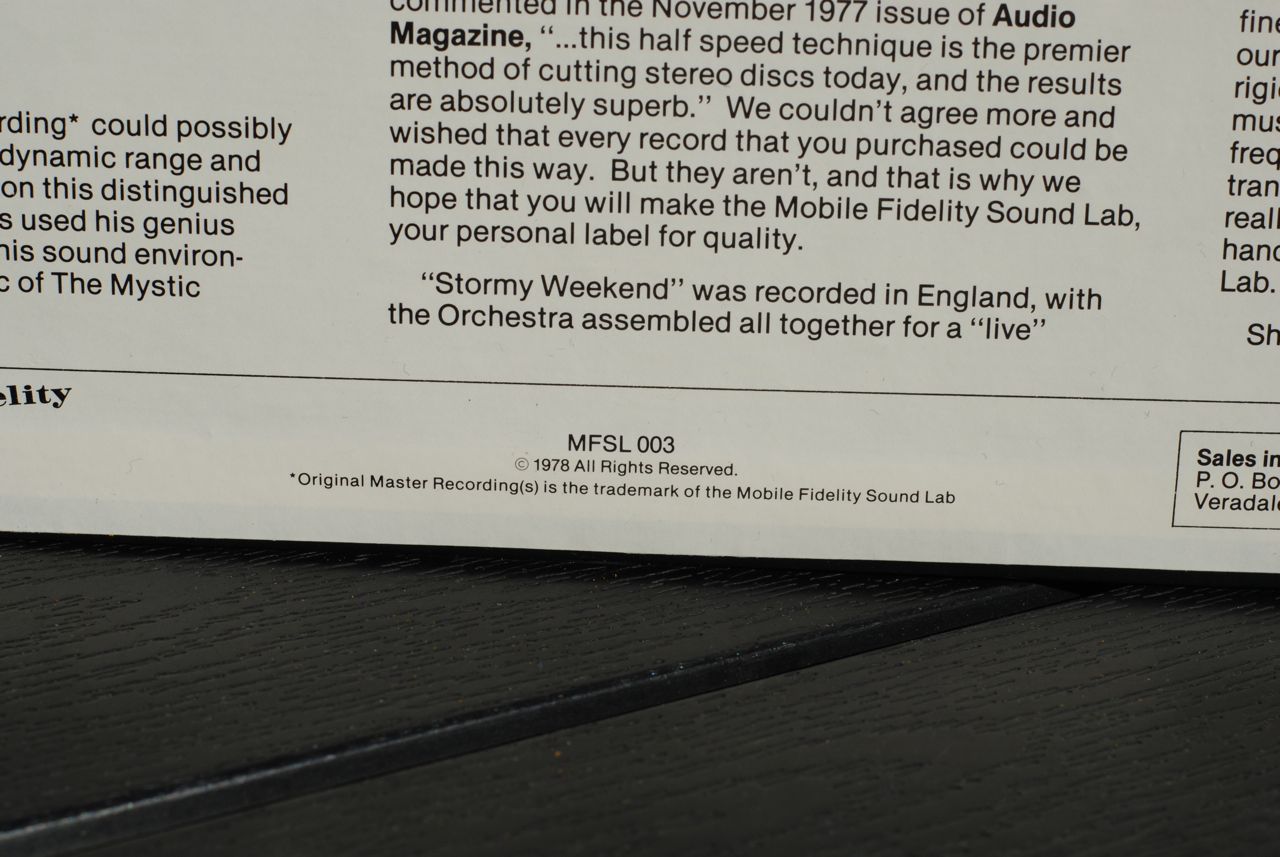 could possibly
dynamic range and
on this distinguished
s used his genius
his sound environ-
c of The Mystic
commented in the November 1977 issue of Audio
Magazine, “...this half speed technique is the premier
method of cutting stereo discs today, and the results
are absolutely superb.” We couldn’t agree more and
wished that every record that you purchased could be
made this way. But they aren’t, and that is why we
hope that you will make the Mobile Fidelity Sound Lab,
your personal label for quality.
“Stormy Weekend” was recorded in England, with
the Orchestra assembled all together for a “live”
our
Lab.
MFSL 003
© 1978 All Rights Reserved.
*Original Master Recording(s) is the trademark of the Mobile Fidelity Sound Lab
Sales in
P. O.